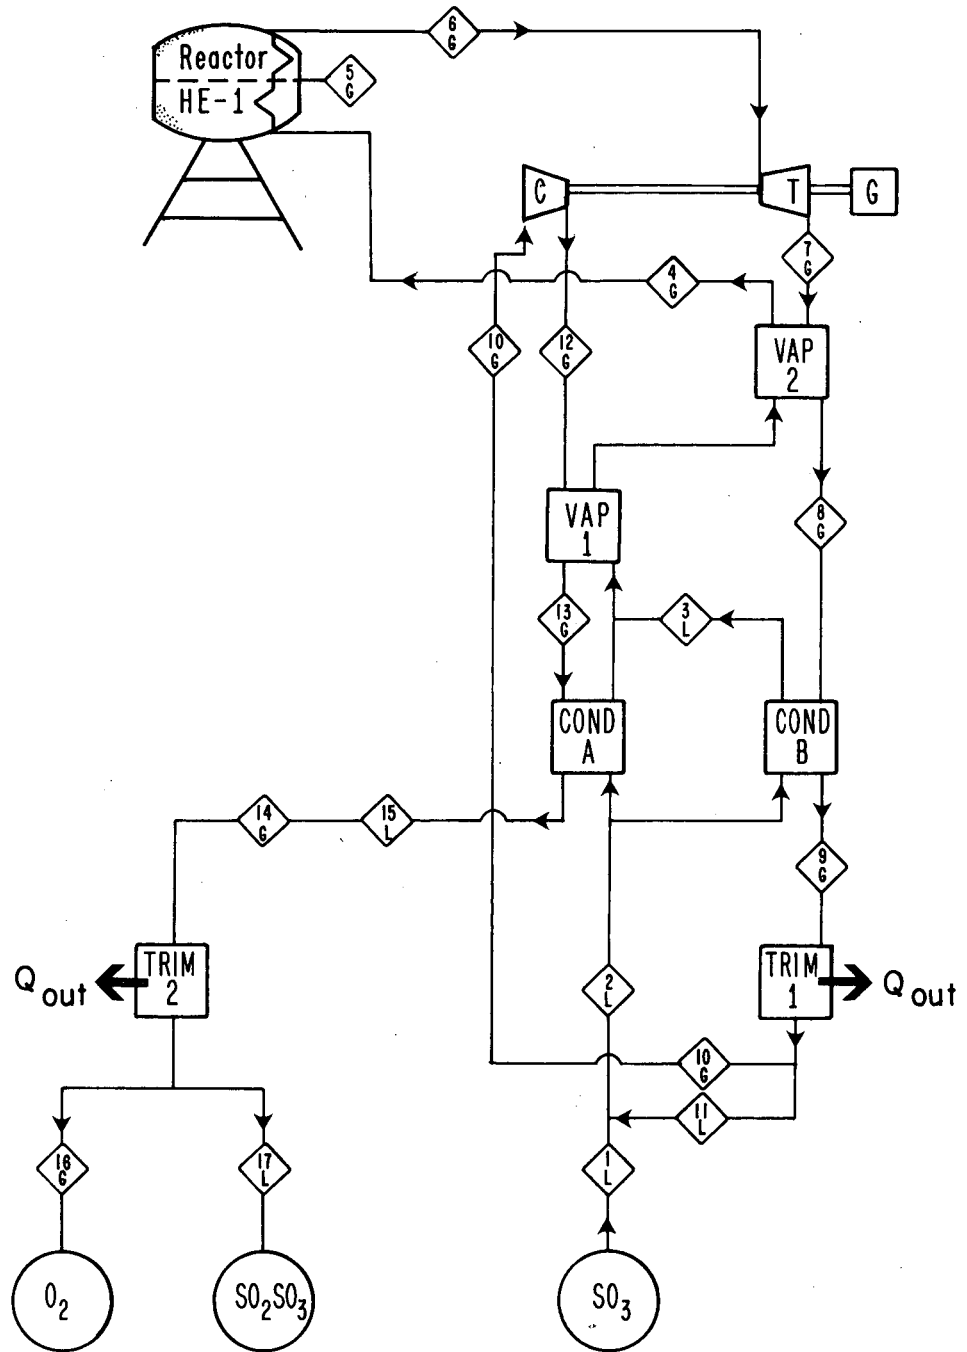 6
G
Reactor
HE-1
5
G
C
T
G
7
G
4
G
10
G
12
G
VAP
2
VAP
1
8
G
13
G
3
L
COND
A
COND
B
14
G
15
L
9
G
TRIM
2
Q out
2
L
TRIM
1
Q out
10
G
11
L
16
G
17
L
1
L
O2
SO2SO3
SO3